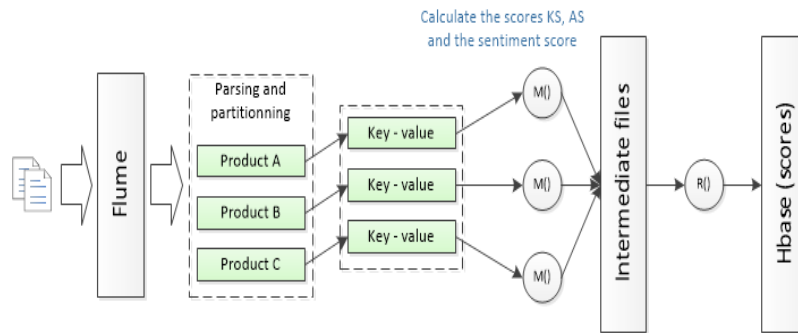 Calculate the scores KS, AS
and the sentiment score
Flume
Parsing and
partitionning
Product A
Product B
Product C
Key - value
Key - value
Key - value
M()
M()
M()
Intermediate files
R()
Hbase (scores)